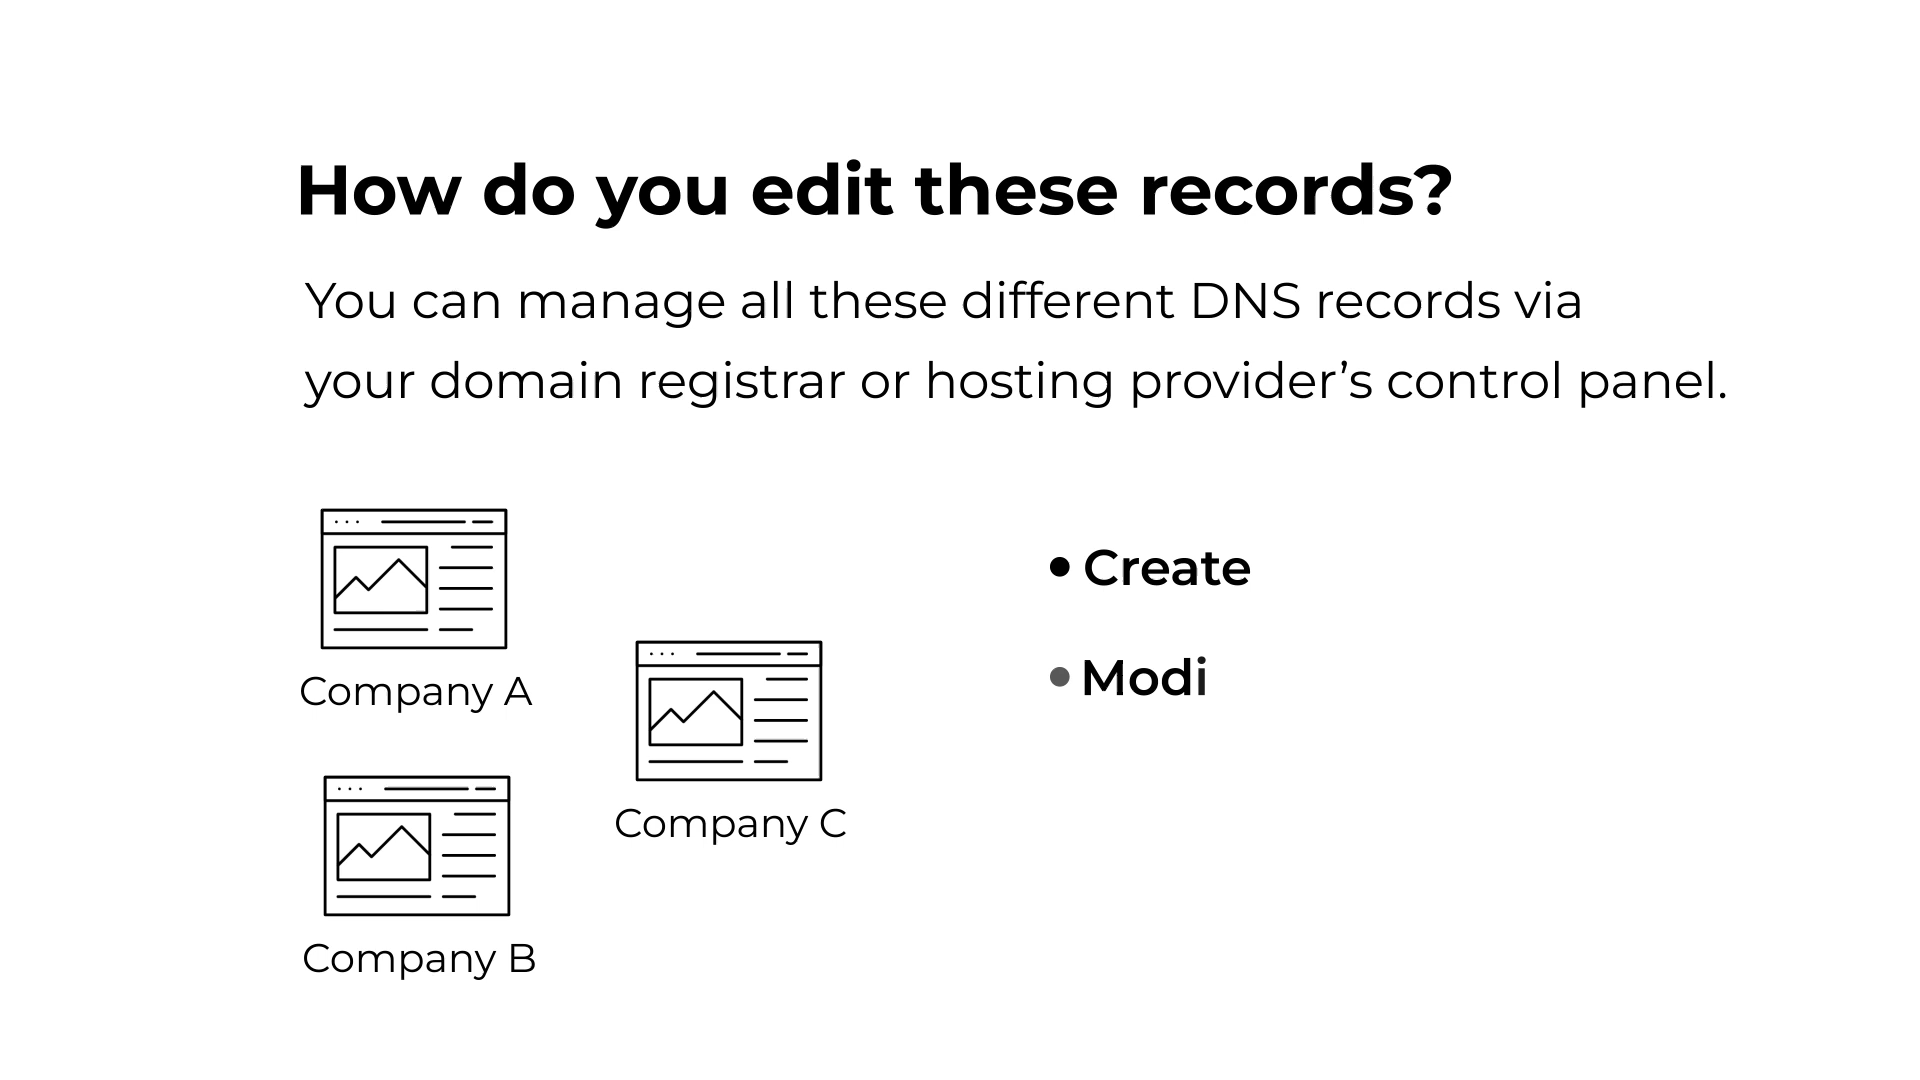 How do you edit these records?
You can manage all these different DNS records via
your domain registrar or hosting provider’s control panel.
Company A
Company B
Company C
• Create
• Modi